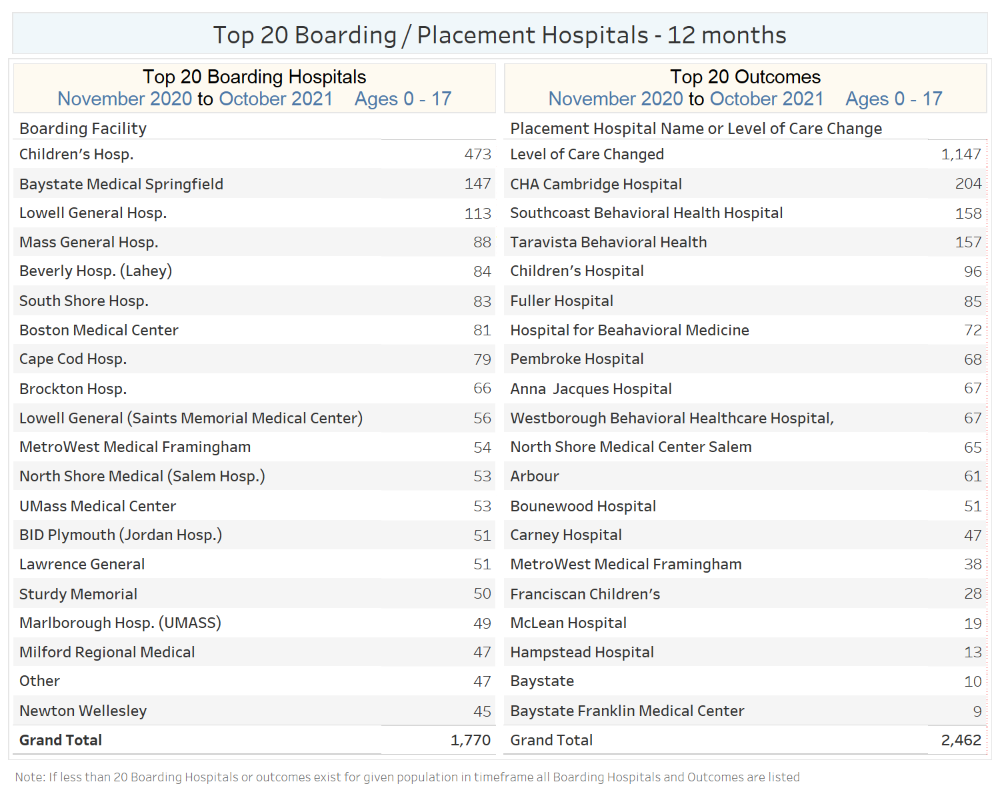 Top 20 Boarding / Placement Hospitals - 12 months
Top 20 Boarding Hospitals
November 2020 to October 2021 Ages 0 - 17
Boarding Facility
Children's Hosp. 473
Baystate Medical Springfield 147
Lowell General Hosp. 113
Mass General Hosp. 88
Beverly Hosp. (Lahey) 84
South Shore Hosp. 83
Boston Medical Center 81
Cape Cod Hosp. 79
Brockton Hosp. 66
Lowell General (Saints Memorial Medical Center) 56
MetroWest Medical Framingham 54
North Shore Medical (Salem Hosp.) 53
UMass Medical Center 53
BID Plymouth (Jordan Hosp.) 51
Lawrence General 51
Sturdy Memorial 50
Marlborough Hosp. (UMASS) 49
Milford Regional Medical 47
Other 47
Newton Wellesley 45
Grand Total 1,770
Top 20 Outcomes
November 2020 to October 2021 Ages 0 - 17
Placement Hospital Name or Level of Care Change
Level of Care Changed 1,147
CHA Cambridge Hospital 204
Southcoast Behavioral Health Hospital 158
Taravista Behavioral Health 157
Children's Hospital 96
Fuller Hospital 85
Hospital for Beahavioral Medicine 72
Pembroke Hospital 68
Anna  Jacques Hospital 67
Westborough Behavioral Healthcare Hospital, 67
North Shore Medical Center Salem 65
Arbour 61
Bounewood Hospital 51
Carney Hospital 47
MetroWest Medical Framingham 38
Franciscan Children's 28
McLean Hospital 19
Hampstead Hospital 13
Baystate 10
Baystate Franklin Medical Center 9
Grand Total 2,462
Note: If less than 20 Boarding Hospitals or outcomes exist for given population in timeframe all Boarding Hospitals and Outcomes are listed